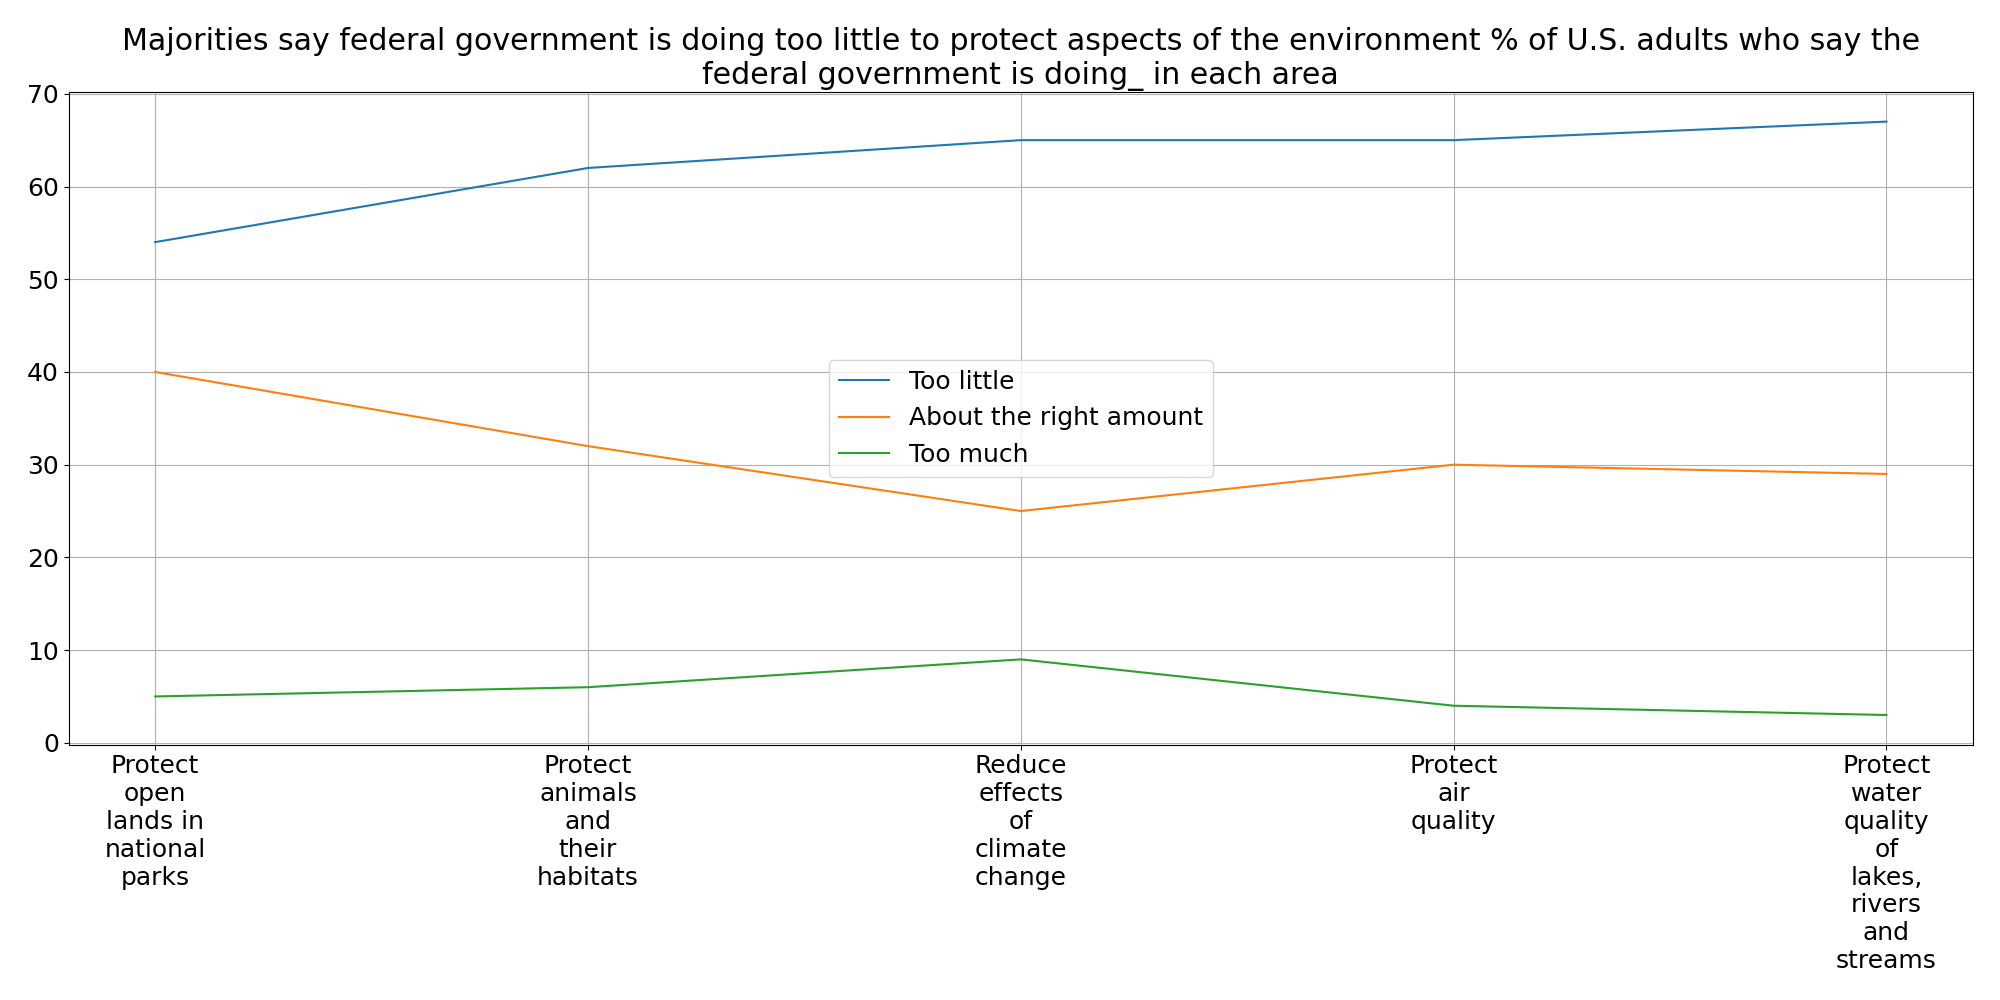 Majorities say federal government is doing too little to protect aspects of the environment % of U.S. adults who say the
federal government is doing_ in each area
70
60
50
40
30
20
10
0
Too little
About the right amount
Too much
Protect
open
lands in
national
parks
Protect
animals
and
their
habitats
Reduce
effects
of
climate
change
Protect
air
quality
Protect
water
quality
of
lakes,
rivers
and
streams